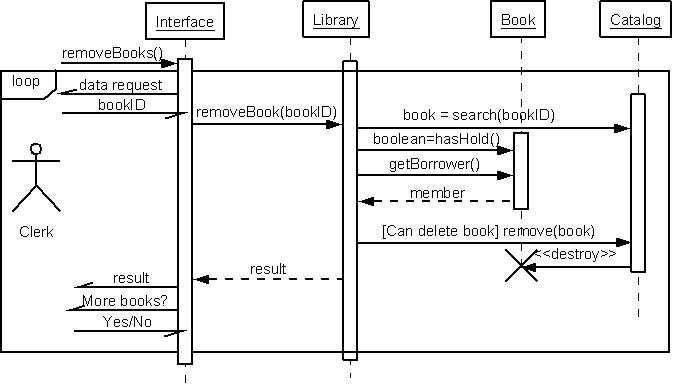 Interface
Library
Book
Catalog
removeBooks()
loop
data request
bookID
removeBook(bookID)
book = search(bookID)
boolean=hasHold()
getBorrower()
member
Clerk
[Can delete book] remove(book)
<<destroy>>
result
result
More books?
Yes/No